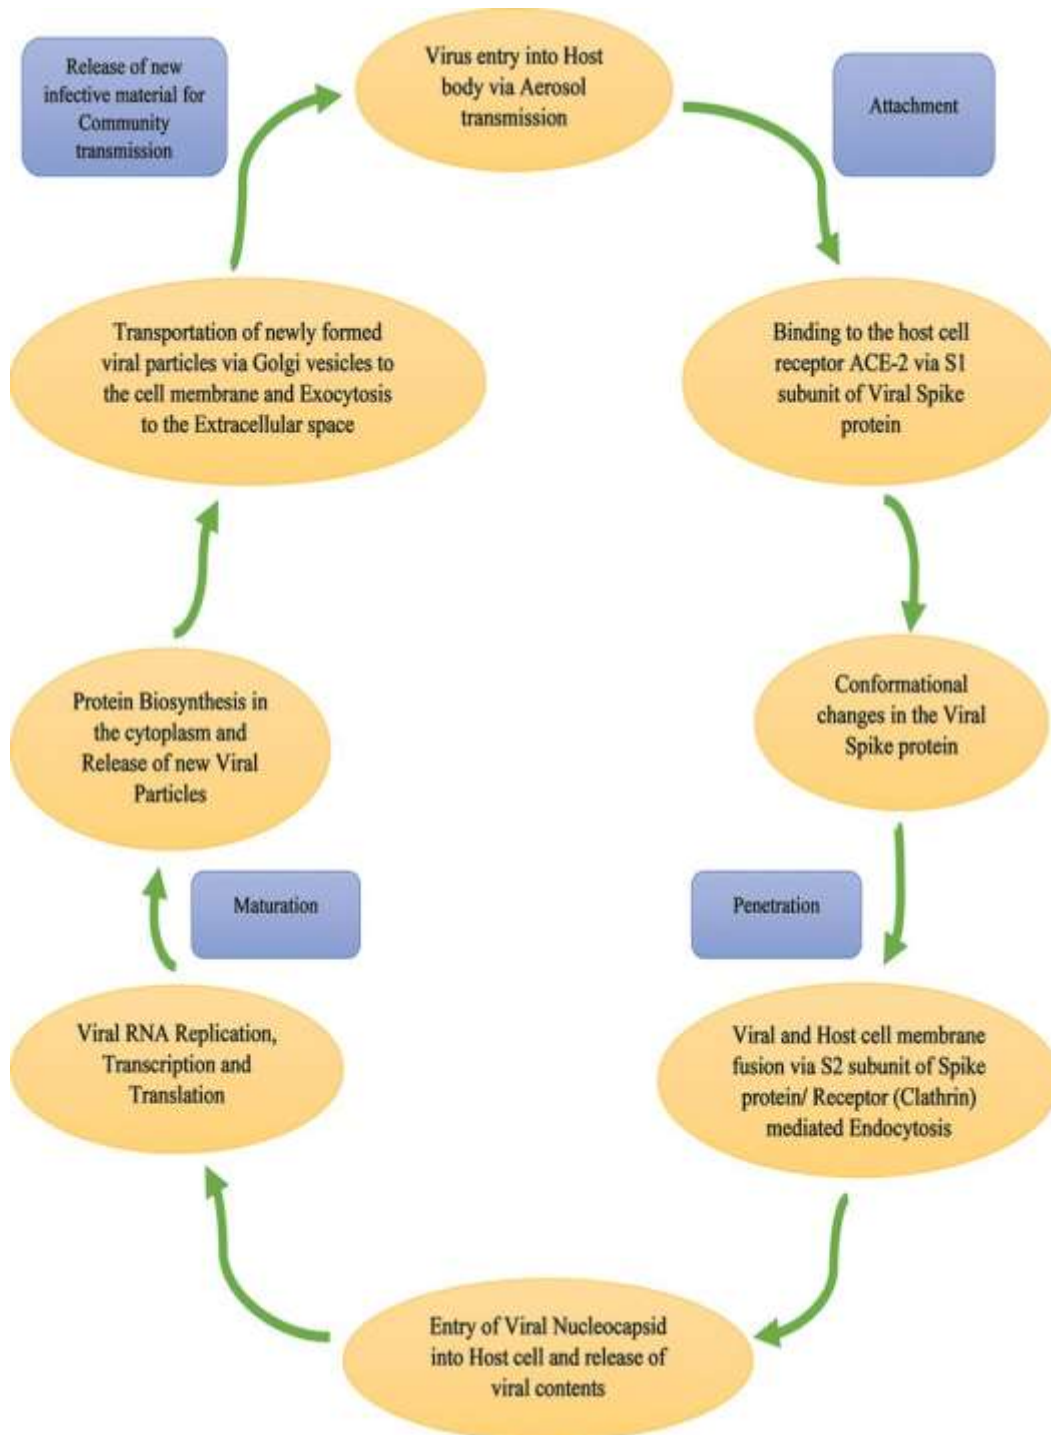 Release of new
infective material for
Community
transmission
Virus entry into Host
body via Aerosol
transmission
Attachment
Transportation of newly formed
viral particles via Golgi vesicles to
the cell membrane and Exocytosis
to the Extracellular space
Binding to the host cell
receptor ACE-2 via S1
subunit of Viral Spike
protein
Protein Biosynthesis in
the cytoplasm and
Release of new Viral
Particles
Conformational
changes in the Viral
Spike protein
Maturation
Penetration
Viral RNA Replication,
Transcription and
Translation
Viral and Host cell membrane
fusion via S2 subunit of Spike
protein/ Receptor (Clathrin)
mediated Endocytosis
Entry of Viral Nucleocapsid
into Host cell and release of
viral contents